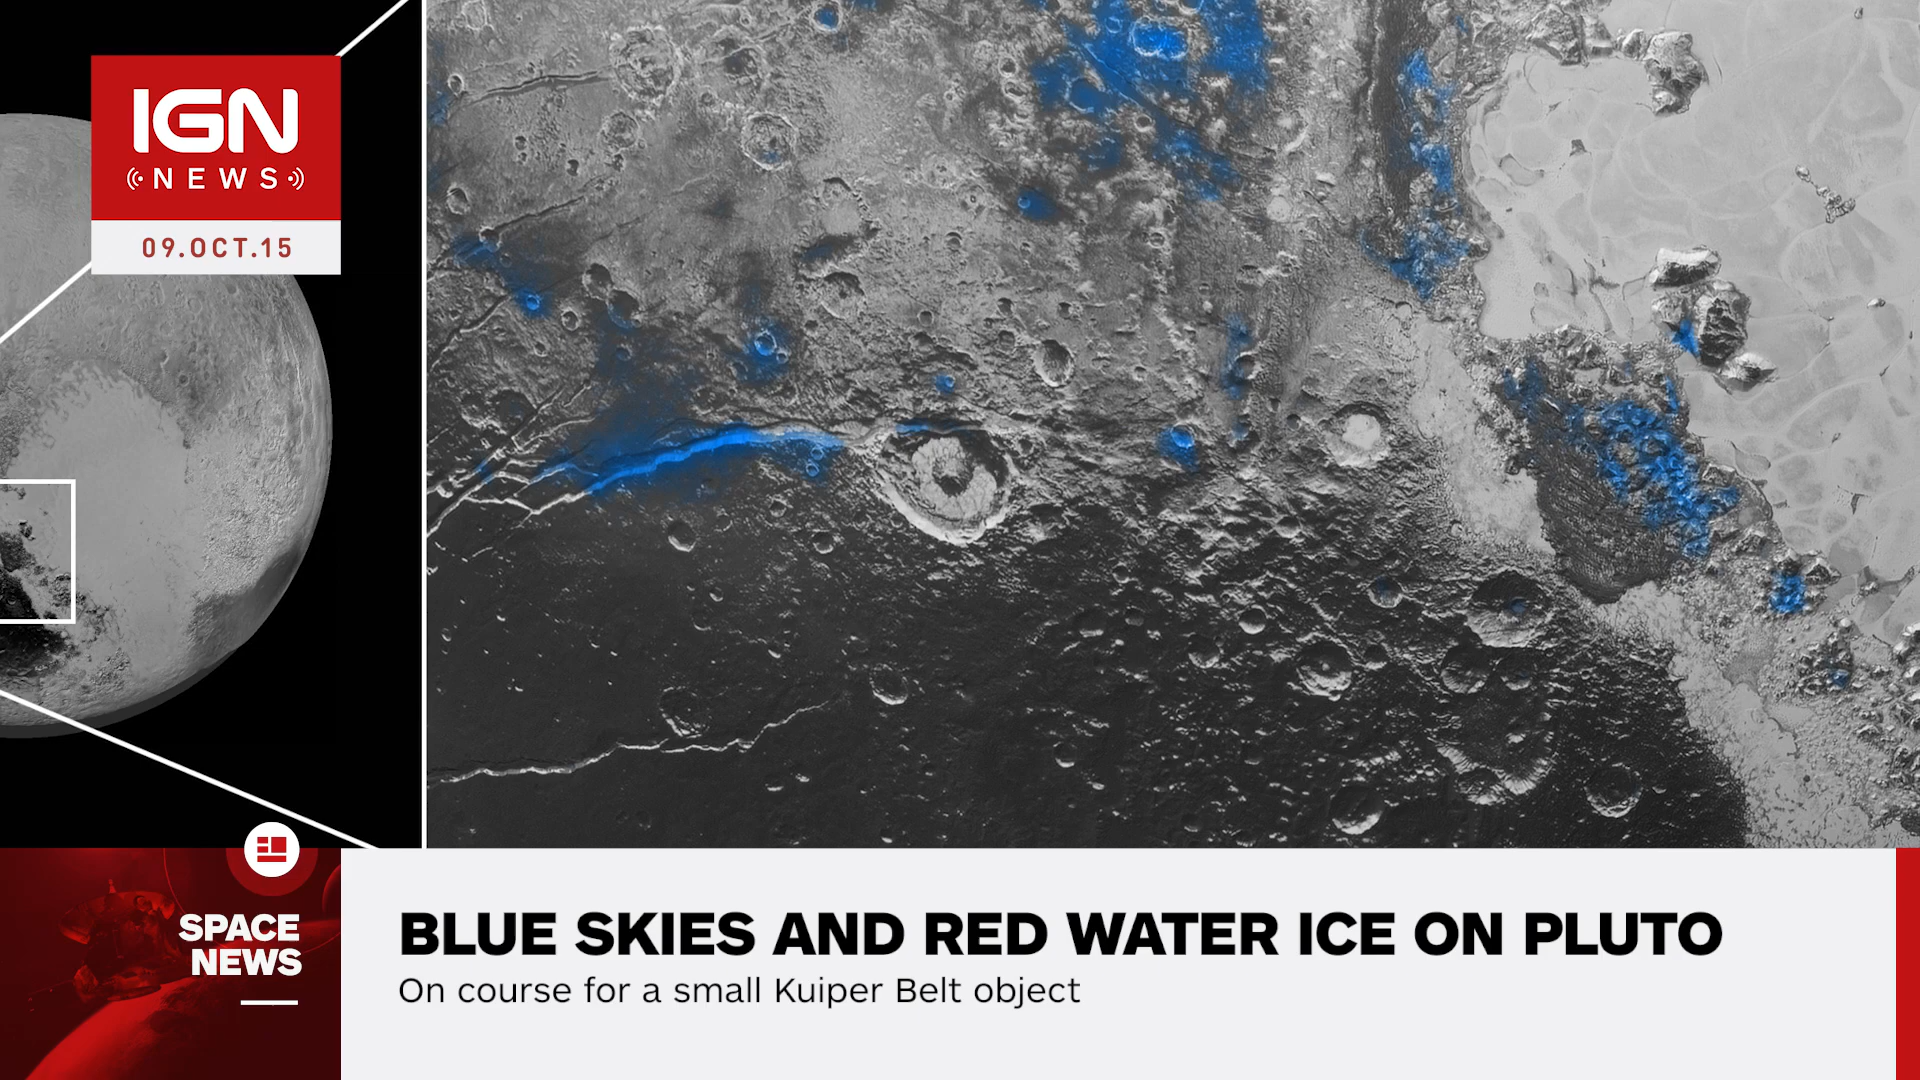 IGN
NEWS
09.OCT.15
SPACE
NEWS
BLUE SKIES AND RED WATER ICE ON PLUTO
On course for a small Kuiper Belt object